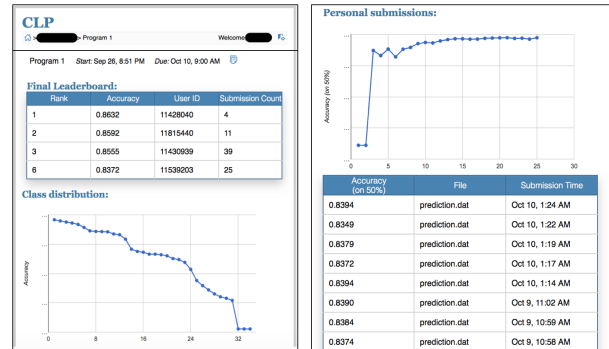 CLP
Program 1
Welcome
Program 1 Start: Sep 26, 8:51 PM Due: Oct 10, 9:00 AM
Final Leaderboard:
Rank Accuracy User ID Submission Count
1 0.8632 11428040 4
2 0.8592 11815440 11
3 0.8555 11430939 39
6 0.8372 11539203 25
Class distribution:
...
...
...
...
Accuracy
0 8 16 24 32
Personal submissions:
...
...
...
...
Accuracy (on 50%)
0 5 10 15 20 25 30
Accuracy
(on 50%) File Submission Time
0.8394 prediction.dat Oct 10, 1:24 AM
0.8349 prediction.dat Oct 10, 1:22 AM
0.8379 prediction.dat Oct 10, 1:19 AM
0.8372 prediction.dat Oct 10, 1:17 AM
0.8394 prediction.dat Oct 10, 1:14 AM
0.8390 prediction.dat Oct 9, 11:02 AM
0.8384 prediction.dat Oct 9, 10:59 AM
0.8374 prediction.dat Oct 9, 10:58 AM